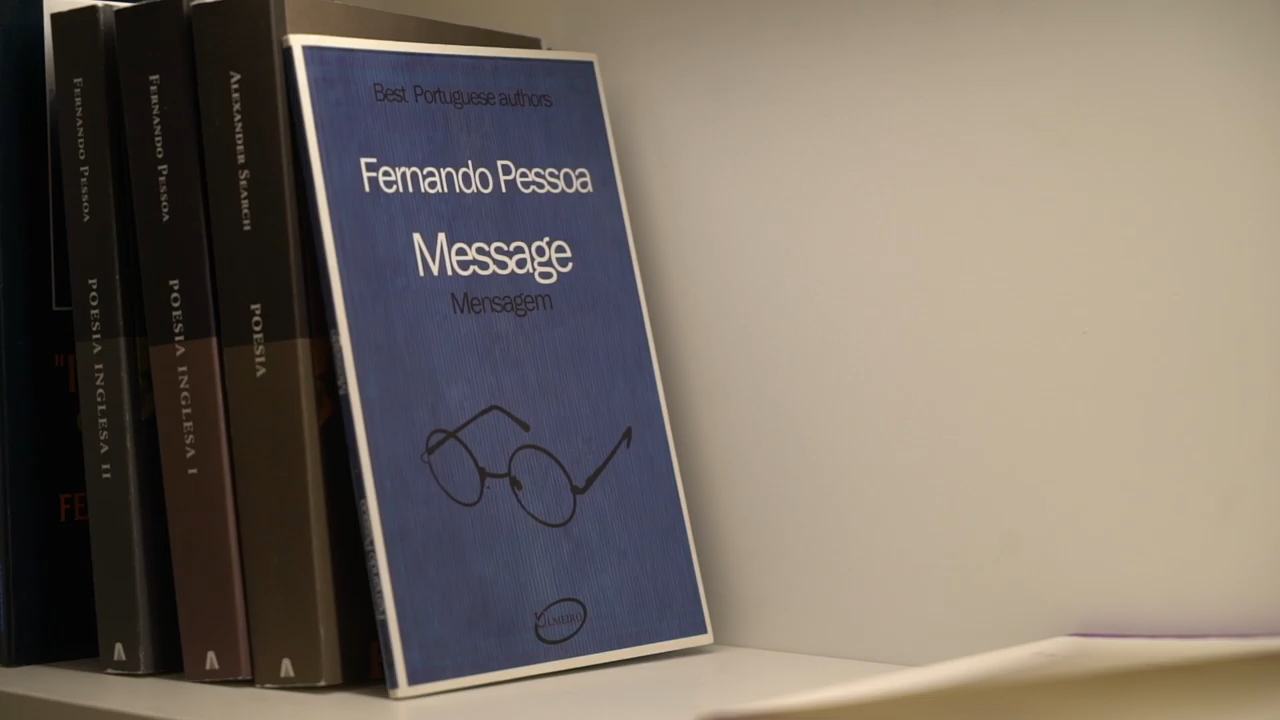 FERNANDO PESSOA
POESIA INGLESA II
FERNANDO PESSOA
POESIA INGLESA I
ALEXANDER SEARCH
POESIA
Best Portuguese authors
Fernando Pessoa
Message
Mensagem
ULMEIRO